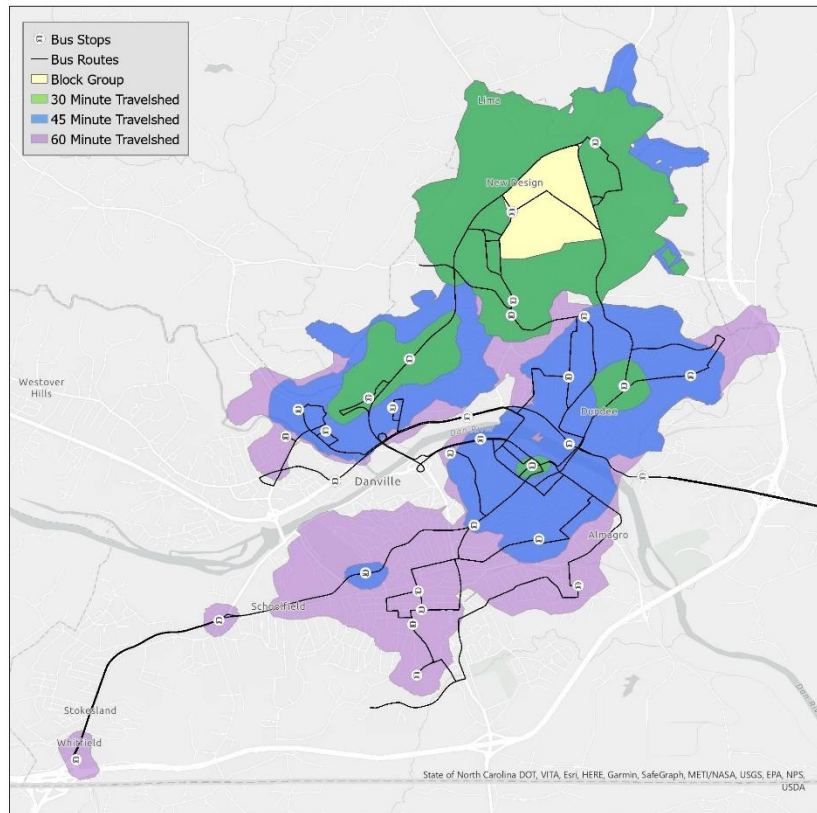 Bus Stops
Bus Routes
Block Group
30 Minute Travelshed
45 Minute Travelshed
60 Minute Travelshed
Lima
New Design
Westover
Hills
Dundee
Danville
Almagro
Schoolfield
Stokesland
Whitfield
State of North Carolina DOT, VITA, Esri, HERE, Garmin, SafeGraph, METI/NASA, USGS, EPA, NPS,
USDA